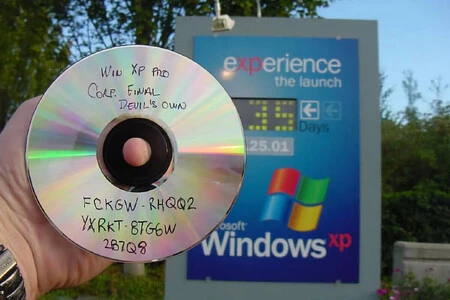 WIN XP PRO
CORP. FINAL
DEVIL'S OWN
FCKGW-RHQQ2
YXRKT-8TG6W
2B7Q8
experience
the launch
35
Days
25.01
Microsoft
Windows xp